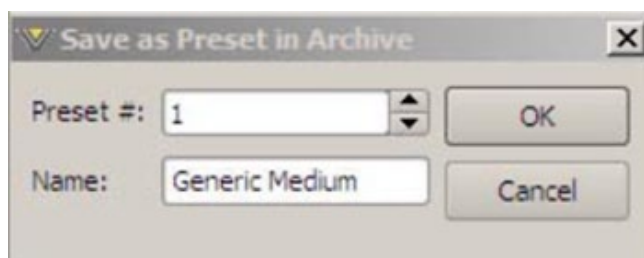 Save as Preset in Archive
Preset #: 1
OK
Name: Generic Medium
Cancel